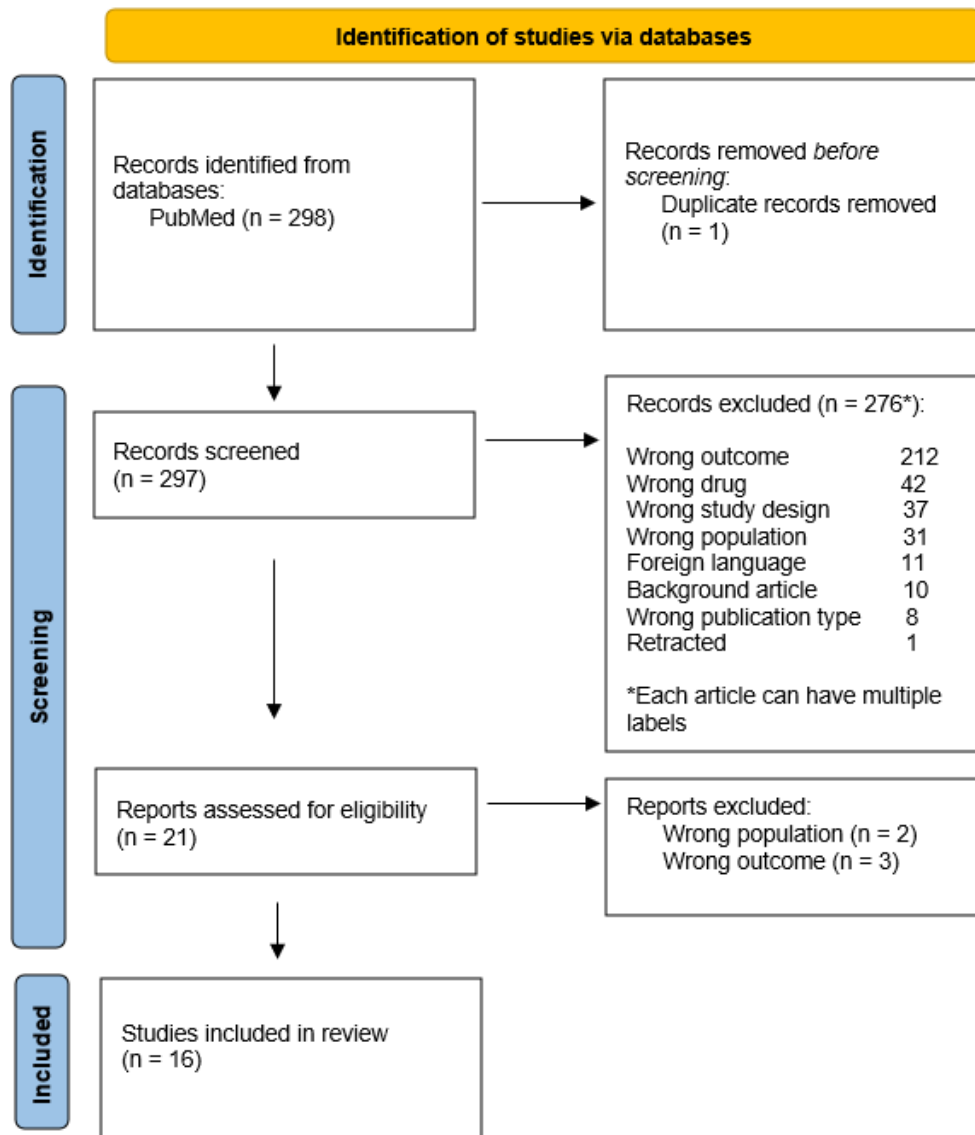 Identification of studies via databases
Identification
Records identified from
databases:
PubMed (n = 298)
Records removed before
screening:
Duplicate records removed
(n = 1)
Screening
Records screened
(n = 297)
Records excluded (n = 276*):
Wrong outcome 212
Wrong drug 42
Wrong study design 37
Wrong population 31
Foreign language 11
Background article 10
Wrong publication type 8
Retracted 1
*Each article can have multiple
labels
Reports assessed for eligibility
(n = 21)
Reports excluded:
Wrong population (n = 2)
Wrong outcome (n = 3)
Included
Studies included in review
(n = 16)